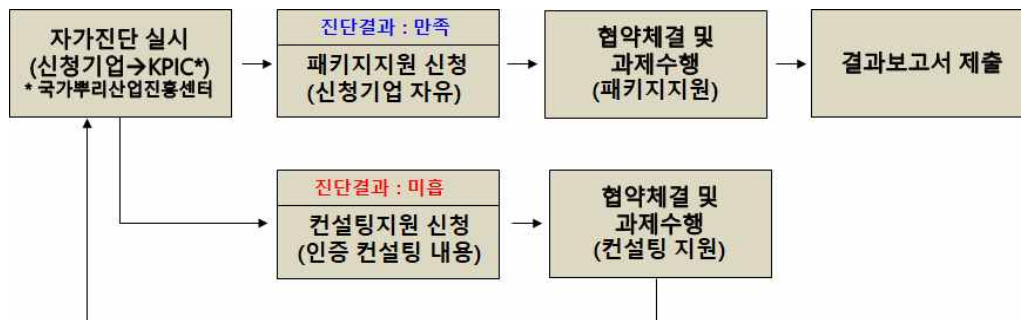 자가진단 실시
(신청기업→KPIC*)
* 국가뿌리산업진흥센터
진단결과 : 만족
패키지지원 신청
(신청기업 자유)
협약체결 및
과제수행
(패키지지원)
결과보고서 제출
진단결과 : 미흡
컨설팅지원 신청
(인증 컨설팅 내용)
협약체결 및
과제수행
(컨설팅 지원)